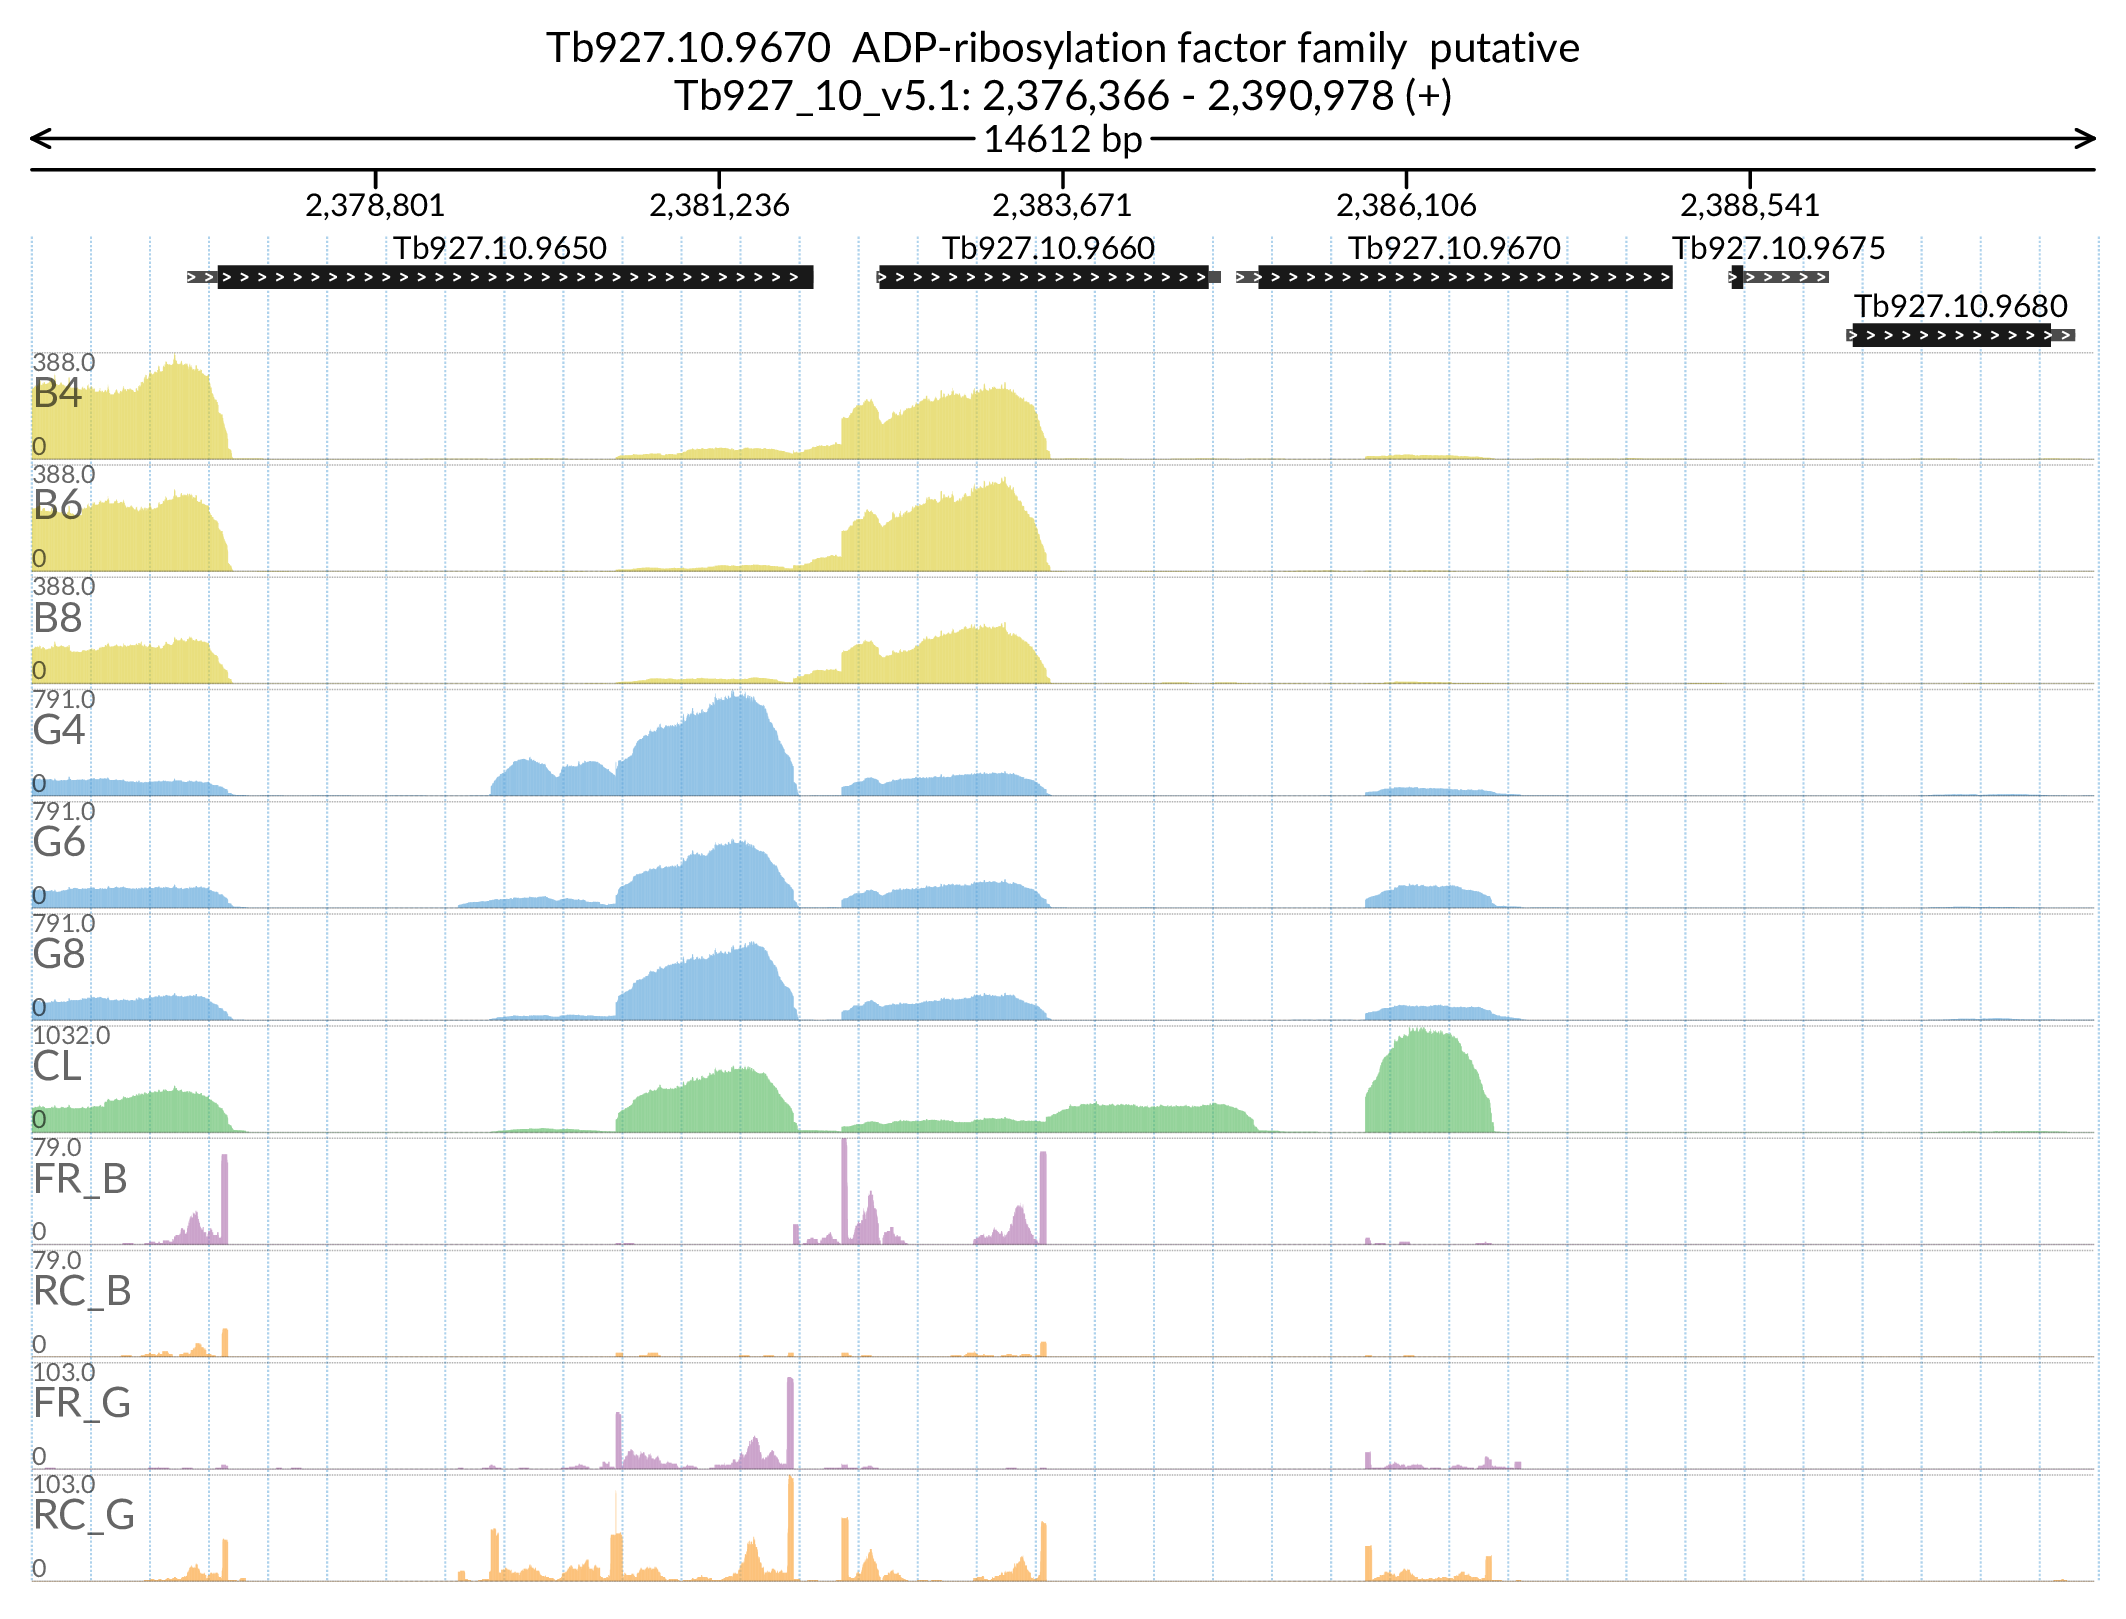 Tb927.10.9670  ADP-ribosylation factor family  putative
Tb927_10_v5.1: 2,376,366 - 2,390,978 (+)
14612 bp
2,378,801 2,381,236 2,383,671 2,386,106 2,388,541
Tb927.10.9650 Tb927.10.9660 Tb927.10.9670 Tb927.10.9675
Tb927.10.9680
388.0
B4
0
388.0
B6
0
388.0
B8
0
791.0
G4
0
791.0
G6
0
791.0
G8
0
1032.0
CL
0
79.0
FR_B
0
79.0
RC_B
0
103.0
FR_G
0
103.0
RC_G
0